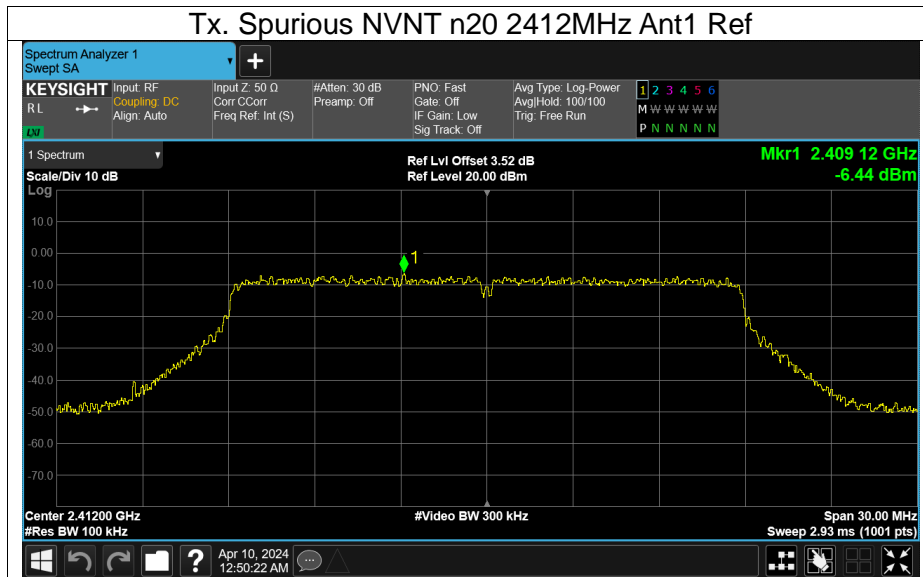 Tx. Spurious NVNT n20 2412MHz Ant1 Ref
Spectrum Analyzer 1
Swept SA
KEYSIGHT
RL
LXI
Input: RF
Coupling: DC
Align: Auto
Input Z: 50 Ω
Corr CCorr
Freq Ref: Int (S)
#Atten: 30 dB
Preamp: Off
PNO: Fast
Gate: Off
IF Gain: Low
Sig Track: Off
Avg Type: Log-Power
Avg|Hold: 100/100
Trig: Free Run
1 2 3 4 5 6
M W W W W W
P N N N N N
1 Spectrum
Scale/Div 10 dB
Ref Lvl Offset 3.52 dB
Ref Level 20.00 dBm
Mkr1 2.409 12 GHz
-6.44 dBm
Log
10.0
0.00
-10.0
-20.0
-30.0
-40.0
-50.0
-60.0
-70.0
1
Center 2.41200 GHz
#Res BW 100 kHz
#Video BW 300 kHz
Span 30.00 MHz
Sweep 2.93 ms (1001 pts)
?
Apr 10, 2024
12:50:22 AM